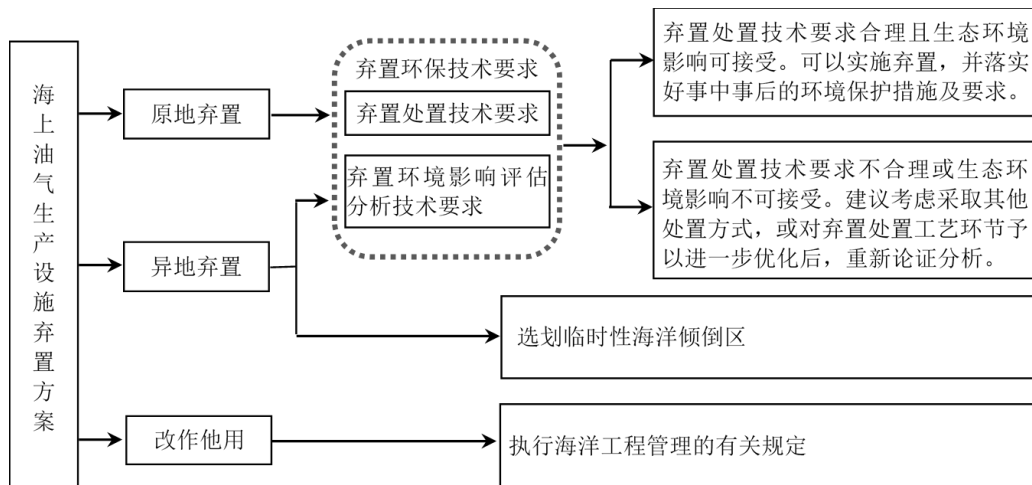 海上油气生产设施弃置方案
原地弃置
异地弃置
改作他用
弃置环保技术要求
弃置处置技术要求
弃置环境影响评估
分析技术要求
弃置处置技术要求合理且生态环境
影响可接受。可以实施弃置，并落实
好事中事后的环境保护措施及要求。
弃置处置技术要求不合理或生态环
境影响不可接受。建议考虑采取其他
处置方式，或对弃置处置工艺环节予
以进一步优化后，重新论证分析。
选划临时性海洋倾倒区
执行海洋工程管理的有关规定